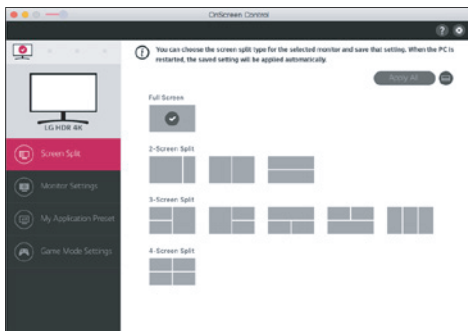 OnScreen Control
You can choose the screen split type for the selected monitor and save that setting. When the PC is
restarted, the saved setting will be applied automatically.
Apply All
LG HDR 4K
Screen Split
Monitor Settings
My Application Preset
Game Mode Settings
Full Screen
2-Screen Split
3-Screen Split
4-Screen Split